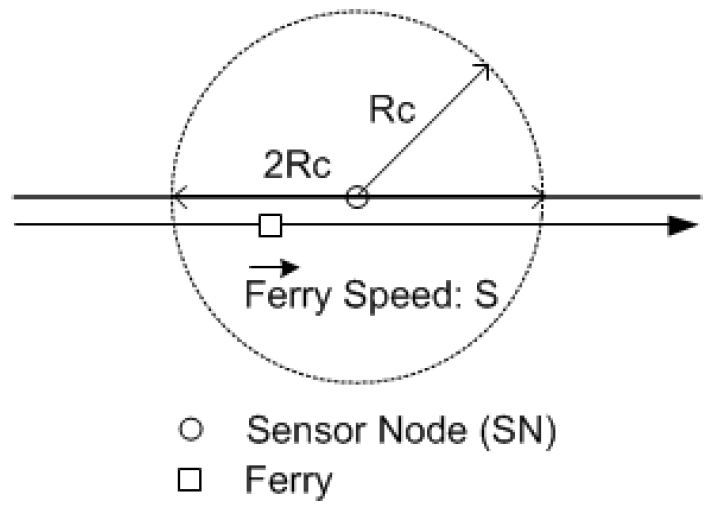 Rc
2Rc
Ferry Speed: S
Sensor Node (SN)
Ferry